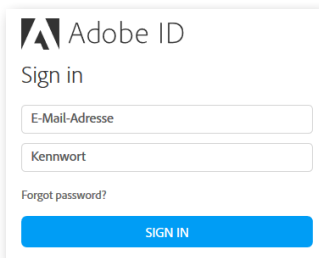 Adobe ID
Sign in
E-Mail-Adresse
Kennwort
Forgot password?
SIGN IN